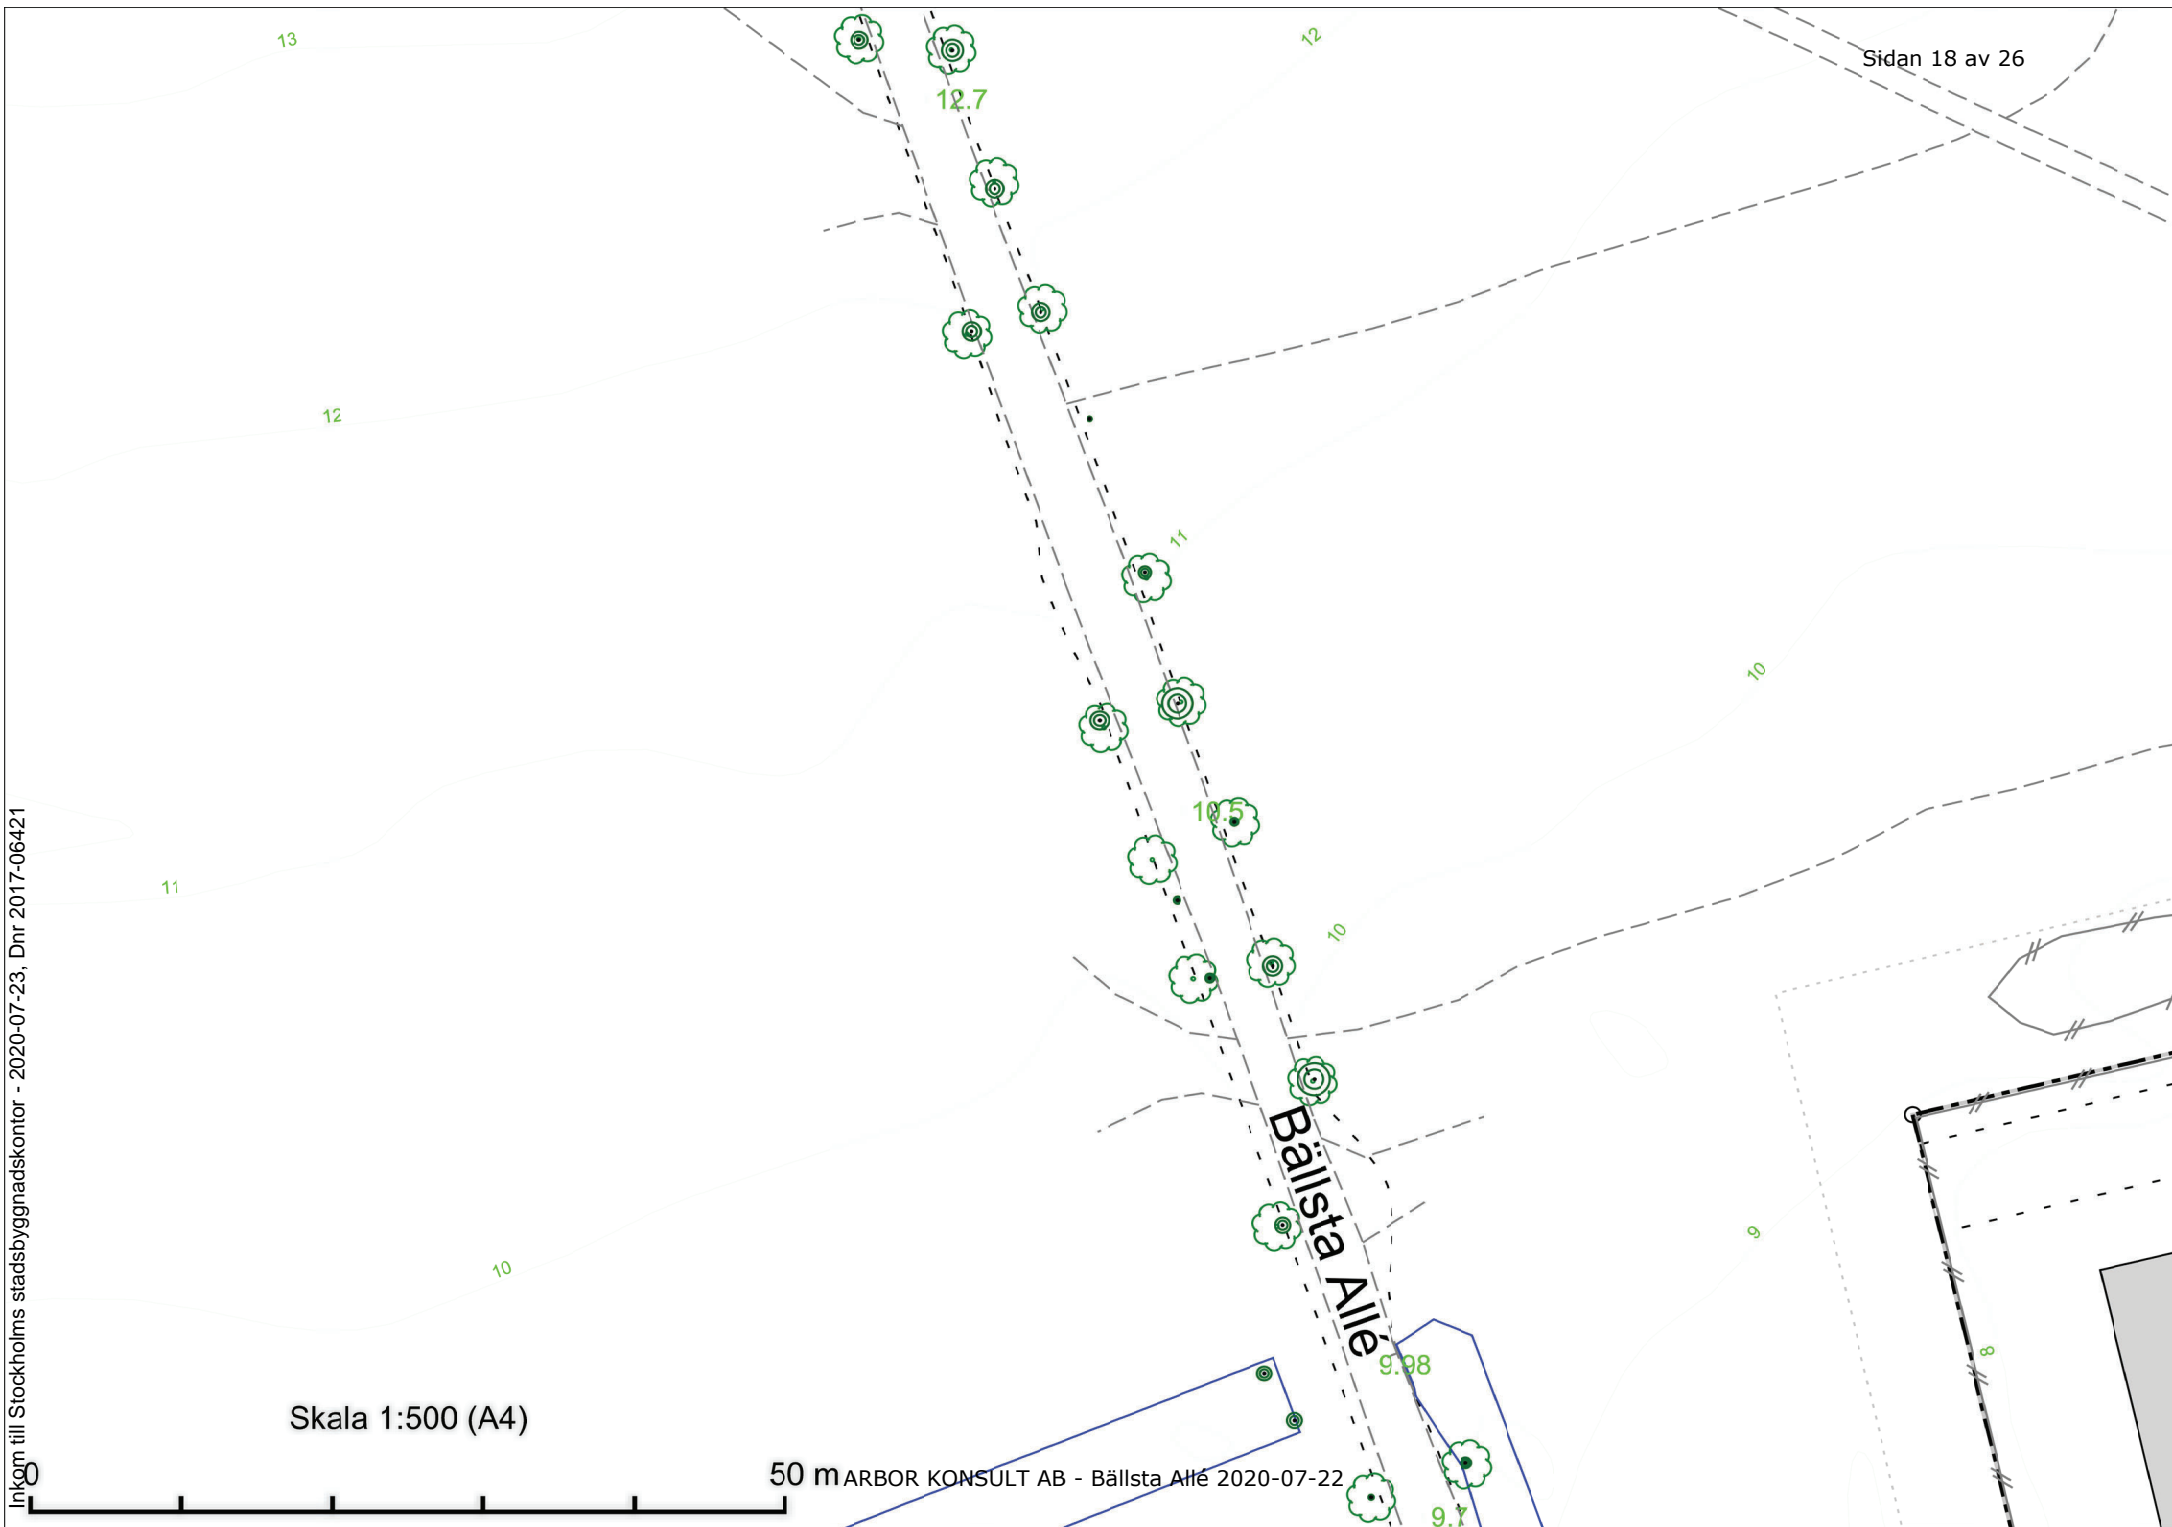 13
12
Sidan 18 av 26
12.7
12
11
10
10.5
11
10
Bällsta Allé
9
10
8
9.98
Skala 1:500 (A4)
0
50 m
ARBOR KONSULT AB - Bällsta Allé 2020-07-22
9.7
Inkom till Stockholms stadsbyggnadskontor - 2020-07-23, Dnr 2017-06421